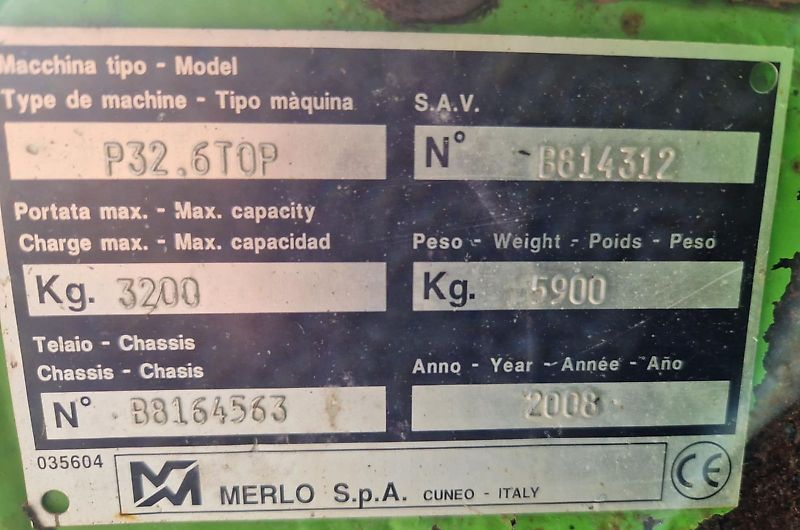 Macchina tipo - Model
Type de machine - Tipo màquina
P32.6TOP
S.A.V.
N° B814312
Portata max. - Max. capacity
Charge max. - Max. capacidad
Kg. 3200
Peso - Weight - Poids - Peso
Kg. 5900
Telaio - Chassis
Chassis - Chasis
N° B8164563
Anno - Year - Année - Año
2008
035604
MERLO S.p.A. CUNEO - ITALY
CE